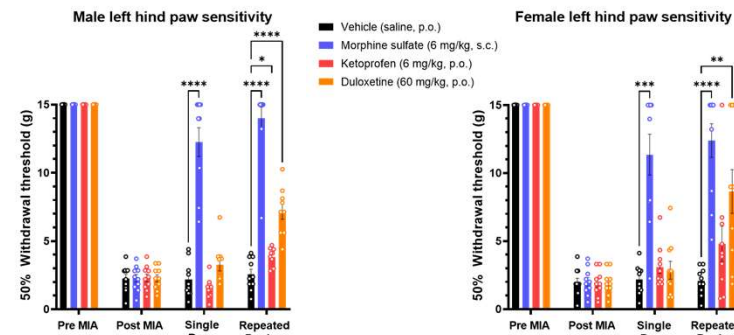 Male left hind paw sensitivity
50% Withdrawal threshold (g)
15
10
5
0
****
****
*
****
Pre MIA
Post MIA
Single
Repeated
Vehicle (saline, p.o.)
Morphine sulfate (6 mg/kg, s.c.)
Ketoprofen (6 mg/kg, p.o.)
Duloxetine (60 mg/kg, p.o.)
Female left hind paw sensitivity
50% Withdrawal threshold (g)
15
10
5
0
***
**
****
Pre MIA
Post MIA
Single